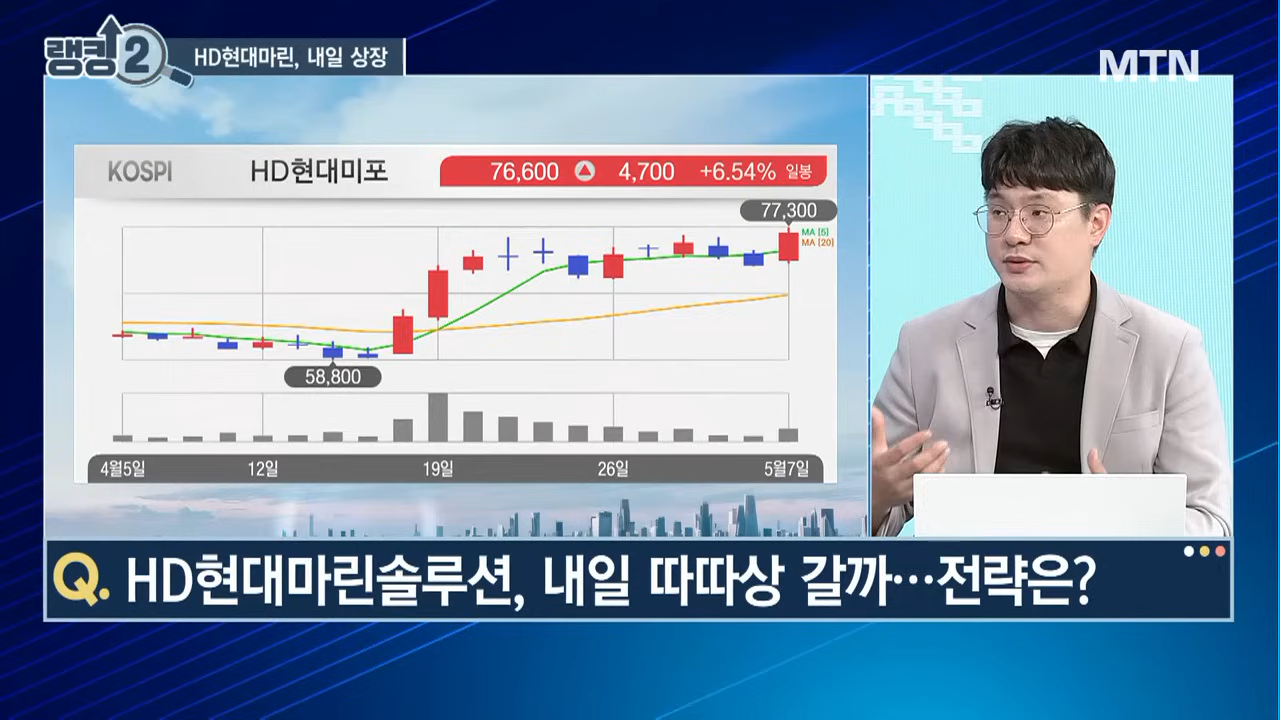 랭킹2
HD현대마린, 내일 상장
MTN
KOSPI HD현대미포 76,600 4,700 +6.54% 일봉
77,300
MA [5]
MA [20]
58,800
4월5일 12일 19일 26일 5월7일
Q. HD현대마린솔루션, 내일 따따상 갈까…전략은?